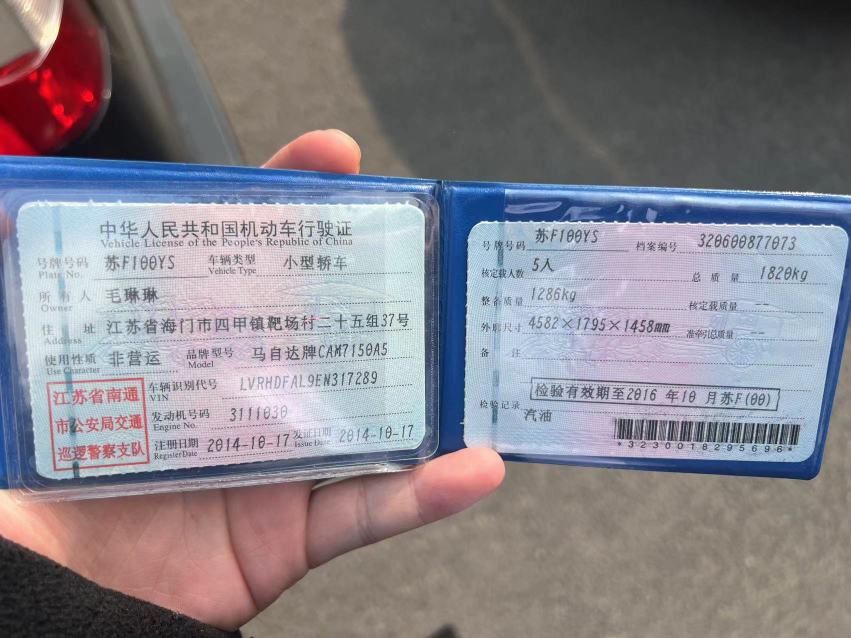 中华人民共和国机动车行驶证
Vehicle License of the People's Republic of China
号牌号码 苏F100YS 车辆类型 小型轿车
Plate No. Vehicle Type
所有人 毛琳琳
Owner
住址 江苏省海门市四甲镇靶场村二十五组37号
Address
使用性质 非营运 品牌型号 马自达牌CAM7150A5
Use Character Model
江苏省南通
市公安局交通
巡逻警察支队
车辆识别代号 LVRHDFAL9EN317289
VIN
发动机号码 3111030
Engine No.
注册日期 2014-10-17 发证日期 2014-10-17
Register Date Issue Date
号牌号码 苏F100YS 档案编号 320600877073
核定载人数 5人 总质量 1820kg
整备质量 1286kg 核定载质量 --
外廓尺寸 4582×1795×1458mm 准牵引总质量 --
备注
检验有效期至2016年10月苏F(00)
检验记录
汽油
*3230018295696*